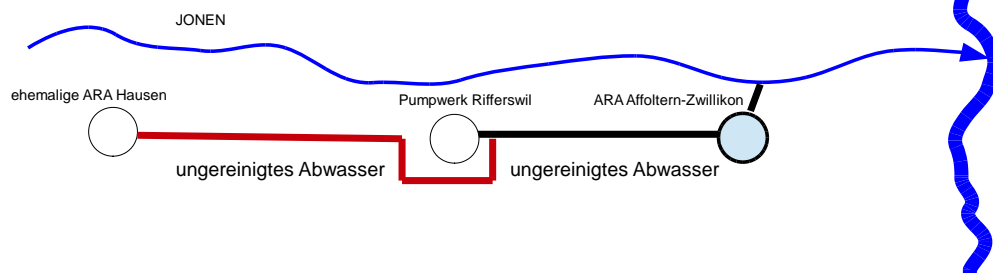 JONEN
ehemalige ARA Hausen
Pumpwerk Rifferswil
ARA Affoltern-Zwillikon
ungereinigtes Abwasser
ungereinigtes Abwasser